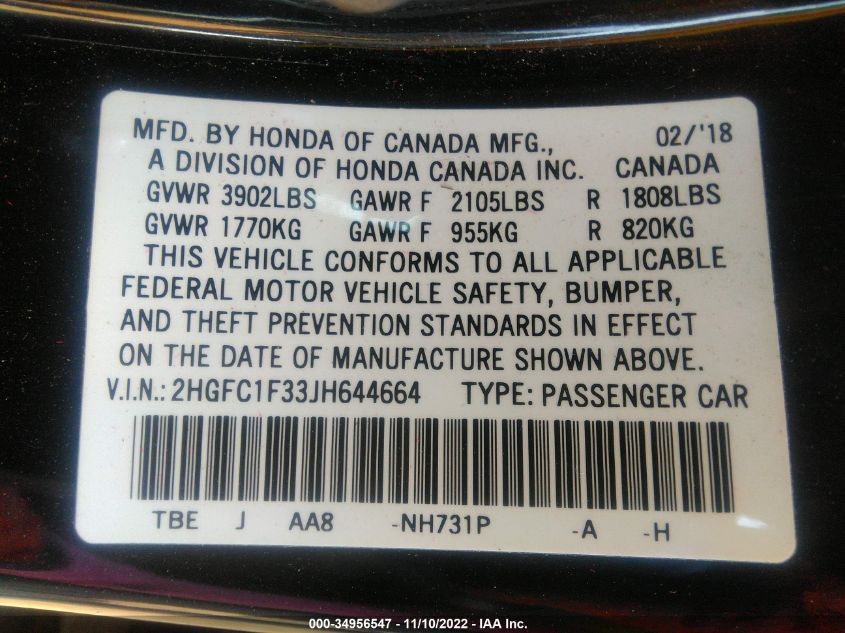 MFD. BY HONDA OF CANADA MFG., 02/'18
A DIVISION OF HONDA CANADA INC. CANADA
GVWR 3902LBS GAWR F 2105LBS R 1808LBS
GVWR 1770KG GAWR F 955KG R 820KG
THIS VEHICLE CONFORMS TO ALL APPLICABLE
FEDERAL MOTOR VEHICLE SAFETY, BUMPER,
AND THEFT PREVENTION STANDARDS IN EFFECT
ON THE DATE OF MANUFACTURE SHOWN ABOVE.
V.I.N.: 2HGFC1F33JH644664 TYPE: PASSENGER CAR
TBE J AA8 -NH731P -A -H
000-34956547 - 11/10/2022 - IAA Inc.